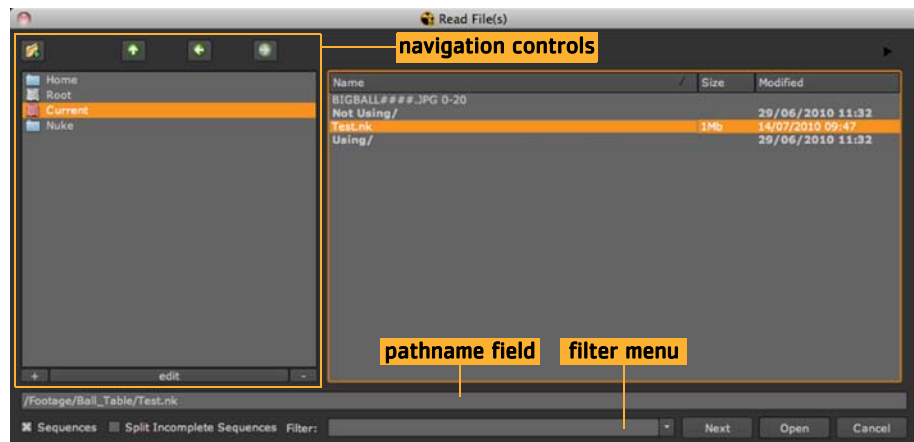 Read File(s)
navigation controls
Home
Root
Current
Nuke
Name / Size Modified
BIGBALL####.JPG 0-20
Not Using/ 29/06/2010 11:32
Test.nk 1Mb 14/07/2010 09:47
Using/ 29/06/2010 11:32
pathname field filter menu
+ edit -
/Footage/Ball_Table/Test.nk
Sequences Split Incomplete Sequences Filter: Next Open Cancel